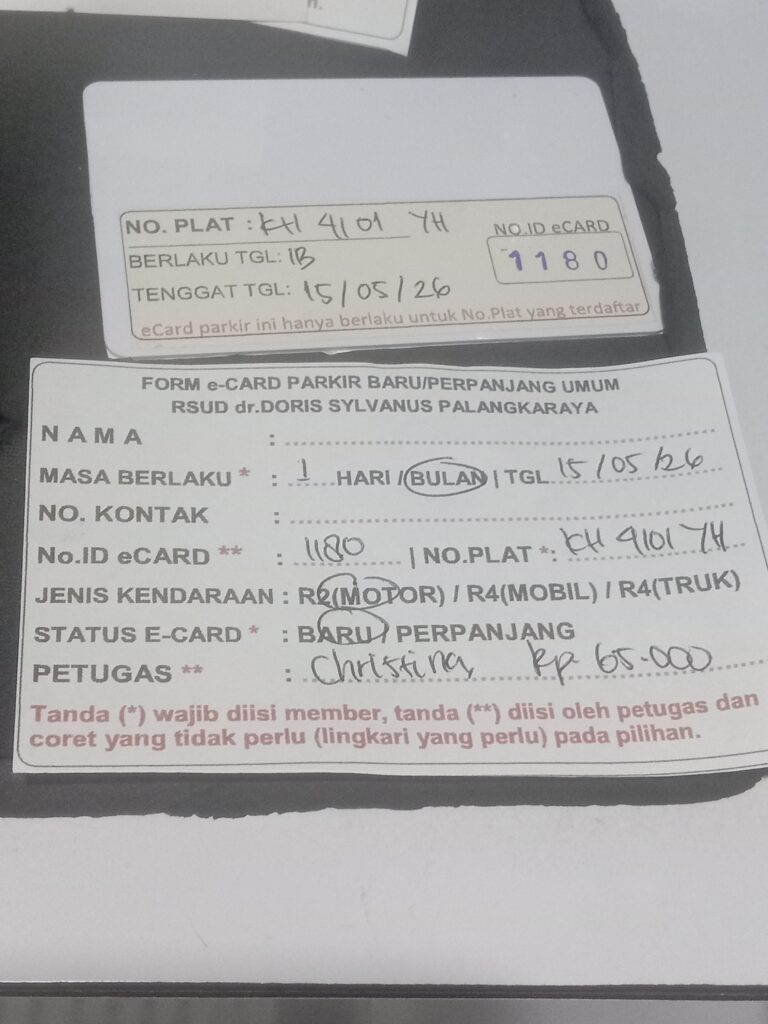 n.
NO. PLAT : KH 4101 YH
NO.ID eCARD
1180
BERLAKU TGL: 1B
TENGGAT TGL: 15/05/26
eCard parkir ini hanya berlaku untuk No.Plat yang terdaftar
FORM e-CARD PARKIR BARU/PERPANJANG UMUM
RSUD dr.DORIS SYLVANUS PALANGKARAYA
NAMA :
MASA BERLAKU * : 1 HARI / BULAN | TGL 15/05/26
NO. KONTAK :
No.ID eCARD ** : 1180 | NO.PLAT *: KH 4101 YH
JENIS KENDARAAN : R2(MOTOR) / R4(MOBIL) / R4(TRUK)
STATUS E-CARD * : BARU / PERPANJANG
PETUGAS ** : Christina, Rp 65.000
Tanda (*) wajib diisi member, tanda (**) diisi oleh petugas dan
coret yang tidak perlu (lingkari yang perlu) pada pilihan.